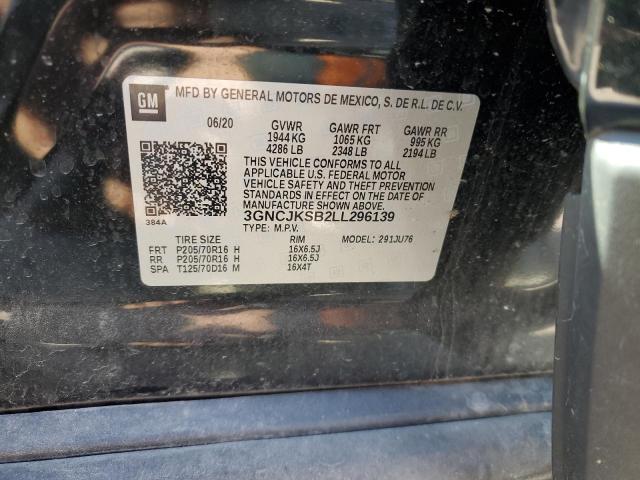 GM MFD BY GENERAL MOTORS DE MEXICO, S. DE R.L. DE C.V.
06/20 GVWR GAWR FRT GAWR RR
1944 KG 1065 KG 995 KG
4286 LB 2348 LB 2194 LB
THIS VEHICLE CONFORMS TO ALL
APPLICABLE U.S. FEDERAL MOTOR
VEHICLE SAFETY AND THEFT PREVENTION
STANDARDS IN EFFECT ON THE DATE OF
MANUFACTURE SHOWN ABOVE.
384A 3GNCJKSB2LL296139
TYPE: M.P.V.
TIRE SIZE RIM MODEL: 291JU76
FRT P205/70R16 H 16X6.5J
RR P205/70R16 H 16X6.5J
SPA T125/70D16 M 16X4T